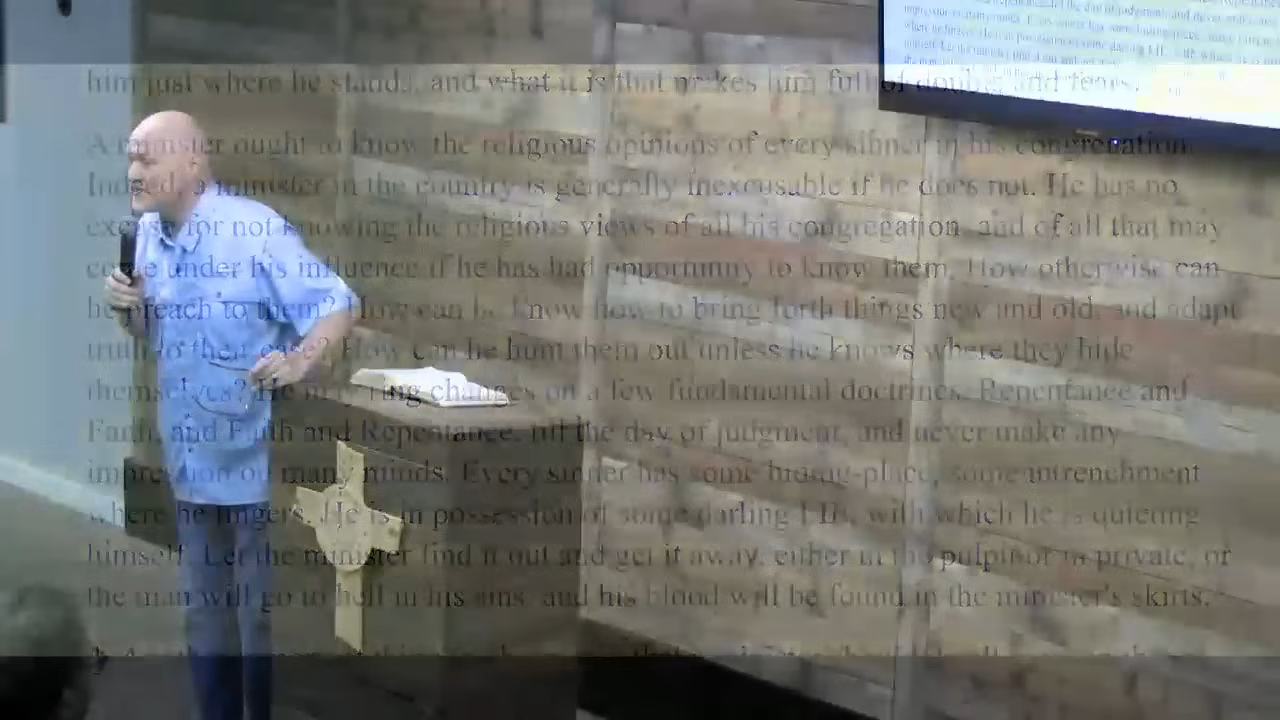 him just where he stands, and what it is that makes him full of doubts and fears.
A minister ought to know the religious opinions of every sinner in his congregation.
Indeed, a minister in the country is generally inexcusable if he does not. He has no
excuse for not knowing the religious views of all his congregation, and of all that may
come under his influence if he has had opportunity to know them. How otherwise can
he preach to them? How can he know how to bring forth things new and old, and adapt
truth to their case? How can he hunt them out unless he knows where they hide
themselves? He may ring changes on a few fundamental doctrines, Repentance and
Faith, and Faith and Repentance, till the day of judgment, and never make any
impression on many minds. Every sinner has some hiding-place, some intrenchment
where he lingers. He is in possession of some darling LIE, with which he is quieting
himself. Let the minister find it out and get it away, either in the pulpit or in private, or
the man will go to hell in his sins, and his blood will be found in the minister's skirts.